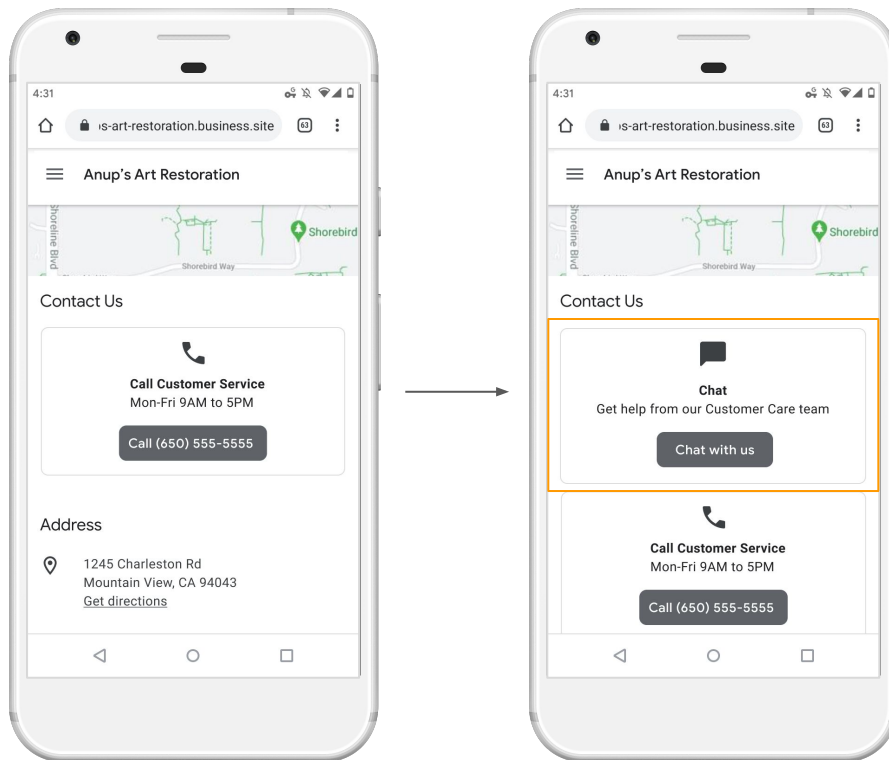 4:31
s-art-restoration.business.site
63
Anup's Art Restoration
Shoreline Blvd
Shorebird
Shorebird Way
Contact Us
Call Customer Service
Mon-Fri 9AM to 5PM
Call (650) 555-5555
Address
1245 Charleston Rd
Mountain View, CA 94043
Get directions
4:31
s-art-restoration.business.site
63
Anup's Art Restoration
Shoreline Blvd
Shorebird
Shorebird Way
Contact Us
Chat
Get help from our Customer Care team
Chat with us
Call Customer Service
Mon-Fri 9AM to 5PM
Call (650) 555-5555